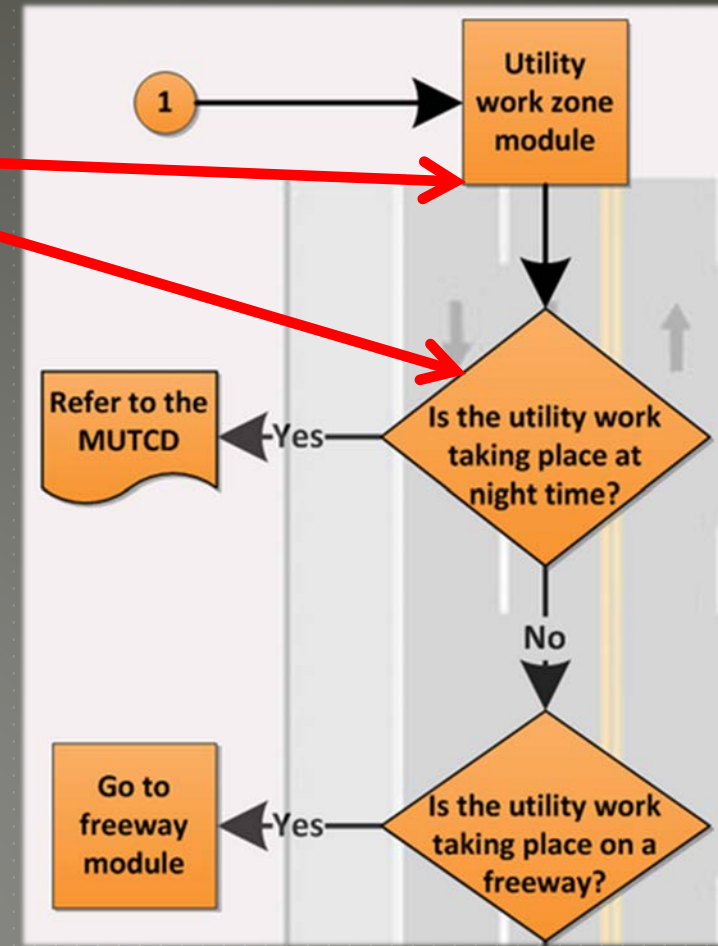 1
Utility
work zone
module
Refer to the
MUTCD
Yes
Is the utility work
taking place at
night time?
No
Go to
freeway
module
Yes
Is the utility work
taking place on a
freeway?